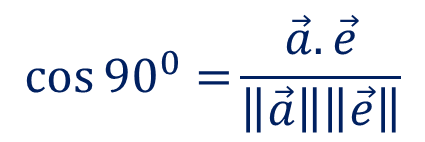 cos 90⁰ = (a⃗ . e⃗) / (‖a⃗‖‖e⃗‖)